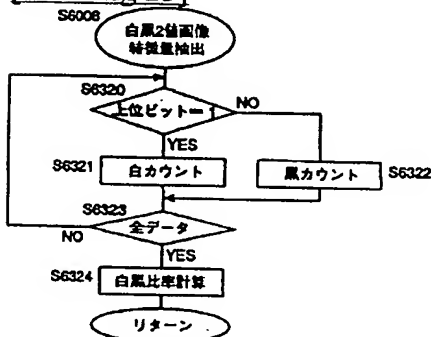 S6008
白黒2値画像
特徴量抽出
S6320
上位ビット=1
NO
YES
S6321
白カウント
黒カウント
S6322
S6323
全データ
NO
YES
S6324
白黒比率計算
リターン